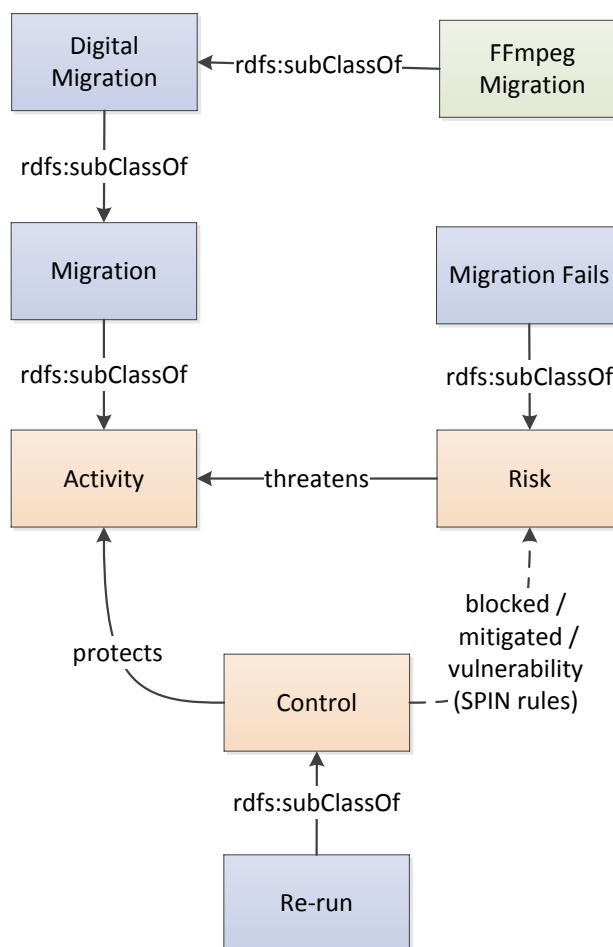 Digital
Migration
rdfs:subClassOf
FFmpeg
Migration
rdfs:subClassOf
Migration
Migration Fails
rdfs:subClassOf
rdfs:subClassOf
Activity
threatens
Risk
blocked /
mitigated /
vulnerability
(SPIN rules)
protects
Control
rdfs:subClassOf
Re-run